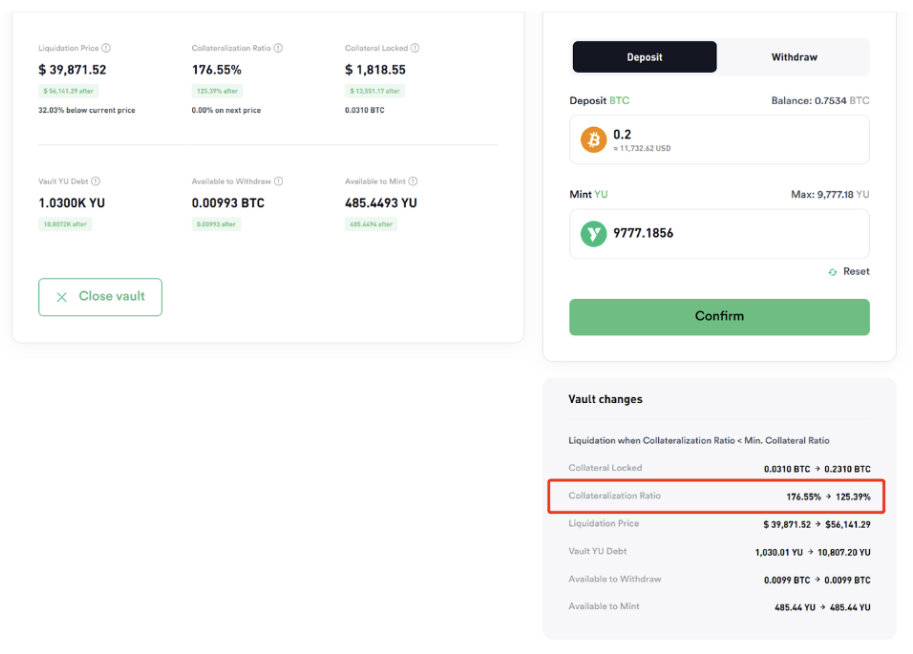 Liquidation Price
Collateralization Ratio
Collateral Locked
$ 39,871.52
176.55%
$ 1,818.55
$ 56,141.29 after
125.39% after
$ 13,551.17 after
32.03% below current price
0.00% on next price
0.0310 BTC
Vault YU Debt
Available to Withdraw
Available to Mint
1.0300K YU
0.00993 BTC
485.4493 YU
10.8072K after
0.00993 after
485.4494 after
Close vault
Deposit
Withdraw
Deposit BTC
Balance: 0.7534 BTC
0.2
≈ 11,732.62 USD
Mint YU
Max: 9,777.18 YU
9777.1856
Reset
Confirm
Vault changes
Liquidation when Collateralization Ratio < Min. Collateral Ratio
Collateral Locked 0.0310 BTC → 0.2310 BTC
Collateralization Ratio 176.55% → 125.39%
Liquidation Price $ 39,871.52 → $56,141.29
Vault YU Debt 1,030.01 YU → 10,807.20 YU
Available to Withdraw 0.0099 BTC → 0.0099 BTC
Available to Mint 485.44 YU → 485.44 YU